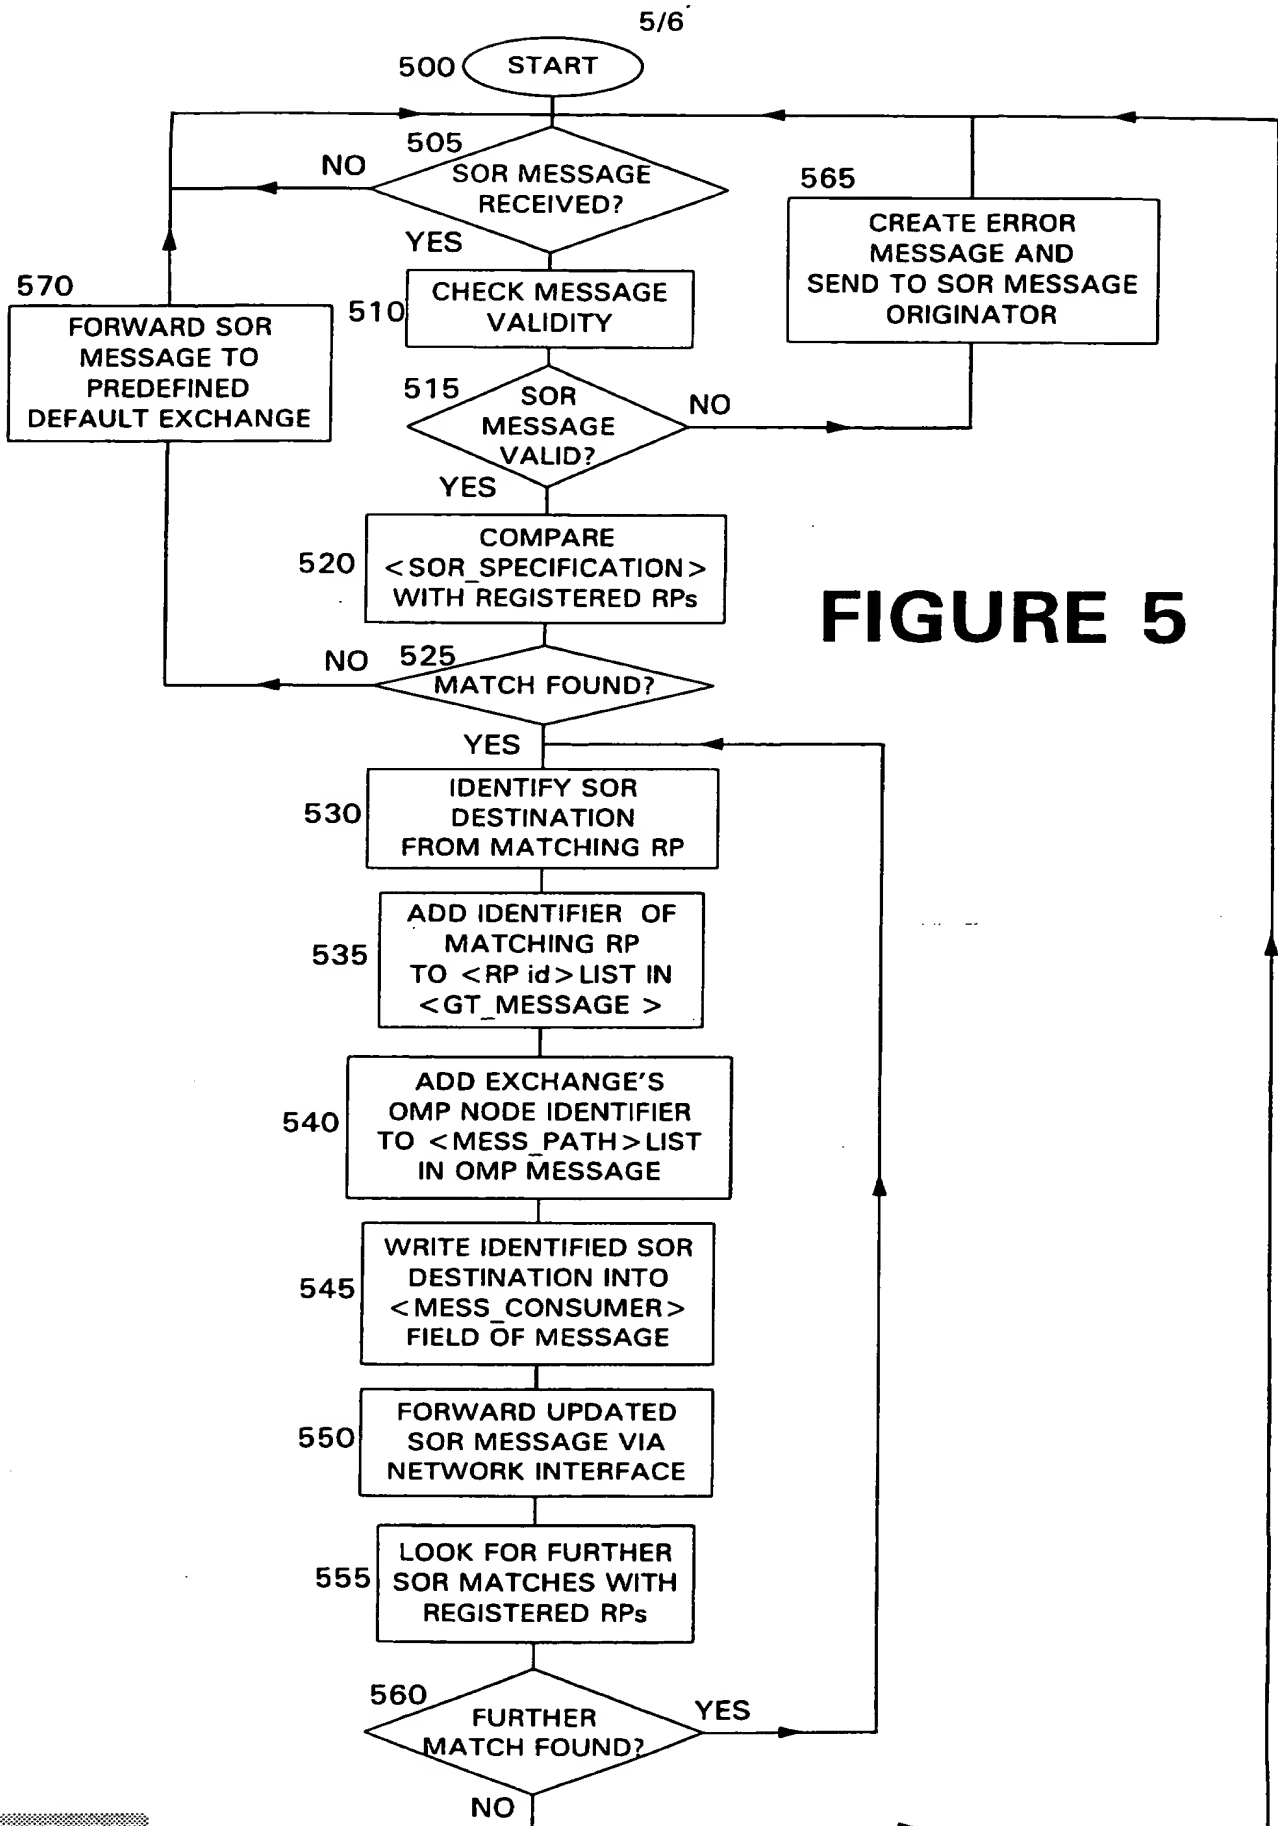 5/6
500
START
505
NO
SOR MESSAGE
RECEIVED?
YES
565
CREATE ERROR
MESSAGE AND
SEND TO SOR MESSAGE
ORIGINATOR
570
FORWARD SOR
MESSAGE TO
PREDEFINED
DEFAULT EXCHANGE
510
CHECK MESSAGE
VALIDITY
515
SOR
MESSAGE
VALID?
NO
YES
520
COMPARE
<SOR_SPECIFICATION>
WITH REGISTERED RPs
FIGURE 5
NO
525
MATCH FOUND?
YES
530
IDENTIFY SOR
DESTINATION
FROM MATCHING RP
535
ADD IDENTIFIER OF
MATCHING RP
TO <RP id> LIST IN
<GT_MESSAGE >
540
ADD EXCHANGE'S
OMP NODE IDENTIFIER
TO <MESS_PATH> LIST
IN OMP MESSAGE
545
WRITE IDENTIFIED SOR
DESTINATION INTO
<MESS_CONSUMER>
FIELD OF MESSAGE
550
FORWARD UPDATED
SOR MESSAGE VIA
NETWORK INTERFACE
555
LOOK FOR FURTHER
SOR MATCHES WITH
REGISTERED RPs
560
FURTHER
MATCH FOUND?
YES
NO